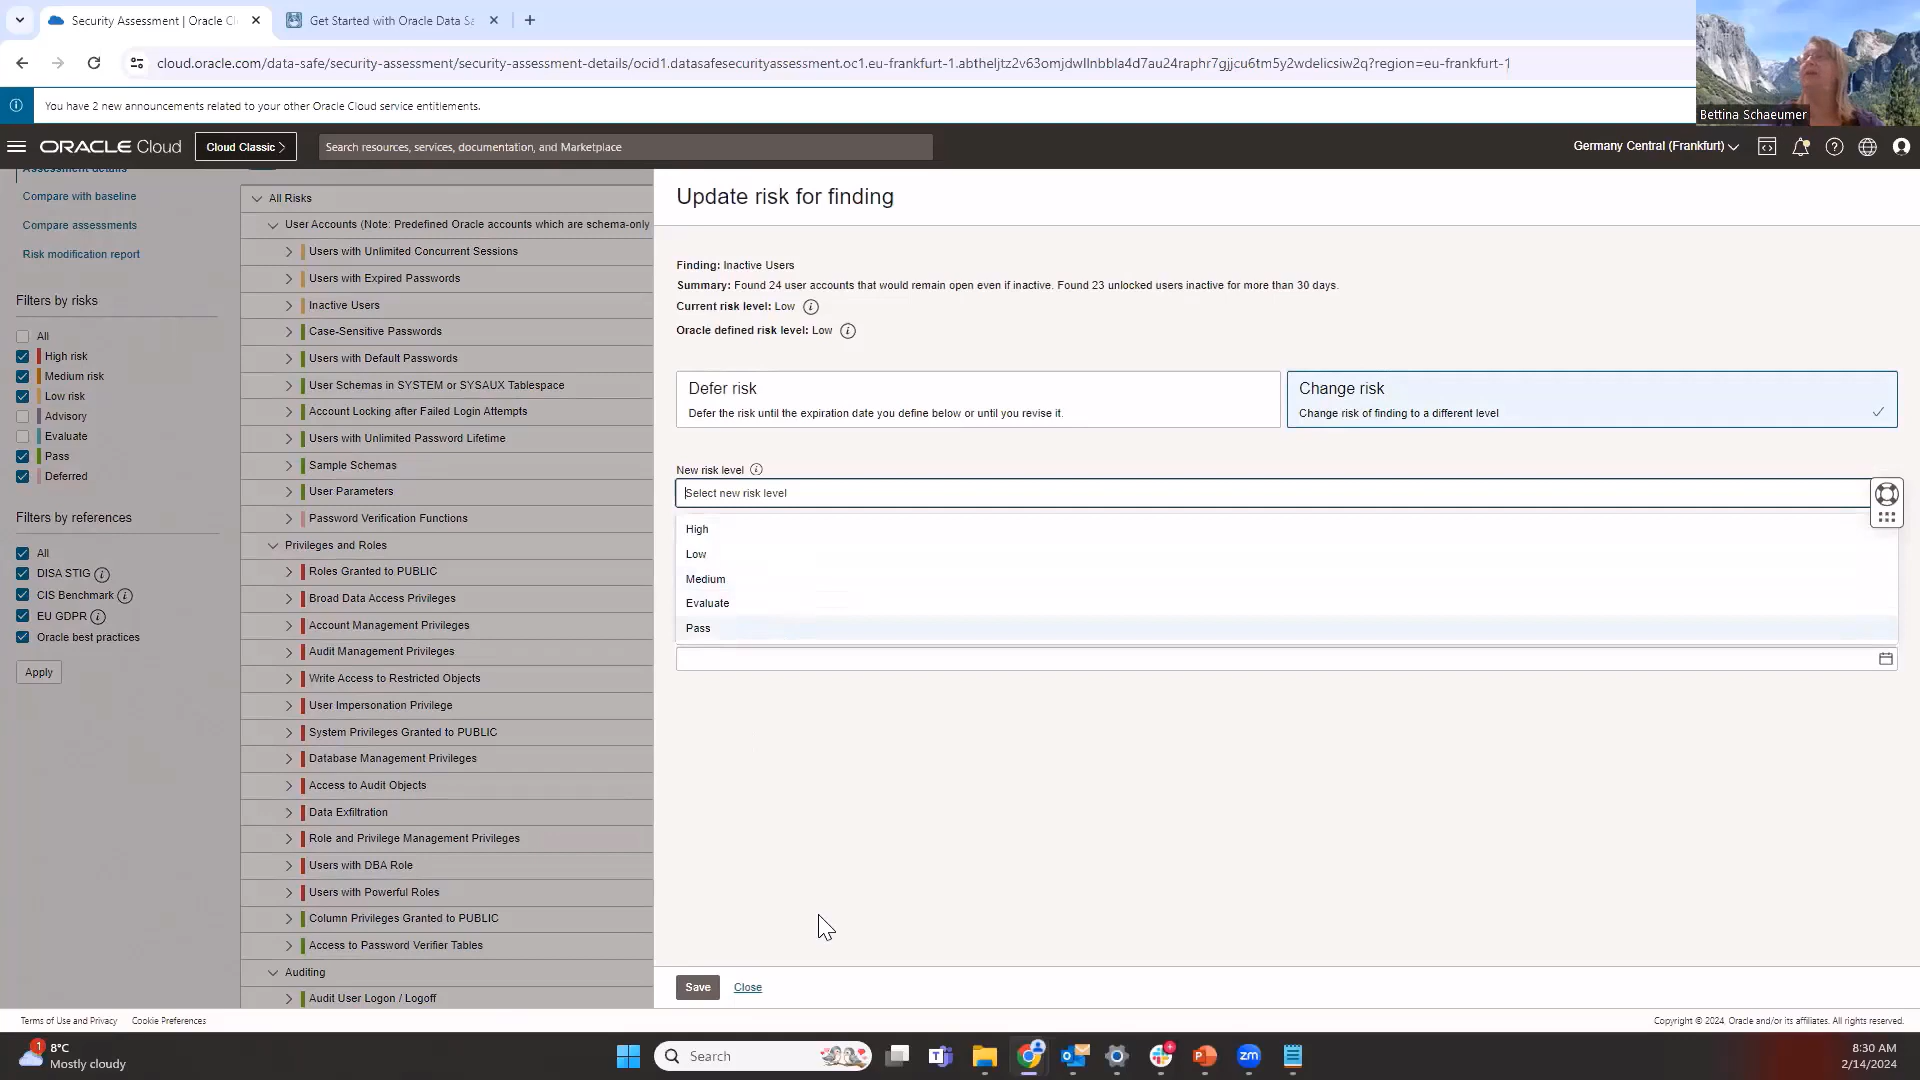 Security Assessment | Oracle Cl
Get Started with Oracle Data Sa
cloud.oracle.com/data-safe/security-assessment/security-assessment-details/ocid1.datasafesecurityassessment.oc1.eu-frankfurt-1.abtheljtz2v63omjdwllnbbla4d7au24raphr7gjjcu6tm5y2wdelicsiw2q?region=eu-frankfurt-1
Bettina Schaeumer
You have 2 new announcements related to your other Oracle Cloud service entitlements.
ORACLE Cloud
Cloud Classic
Search resources, services, documentation, and Marketplace
Germany Central (Frankfurt)
Assessment details
Compare with baseline
Compare assessments
Risk modification report
Filters by risks
All
High risk
Medium risk
Low risk
Advisory
Evaluate
Pass
Deferred
Filters by references
All
DISA STIG
CIS Benchmark
EU GDPR
Oracle best practices
Apply
All Risks
User Accounts (Note: Predefined Oracle accounts which are schema-only
Users with Unlimited Concurrent Sessions
Users with Expired Passwords
Inactive Users
Case-Sensitive Passwords
Users with Default Passwords
User Schemas in SYSTEM or SYSAUX Tablespace
Account Locking after Failed Login Attempts
Users with Unlimited Password Lifetime
Sample Schemas
User Parameters
Password Verification Functions
Privileges and Roles
Roles Granted to PUBLIC
Broad Data Access Privileges
Account Management Privileges
Audit Management Privileges
Write Access to Restricted Objects
User Impersonation Privilege
System Privileges Granted to PUBLIC
Database Management Privileges
Access to Audit Objects
Data Exfiltration
Role and Privilege Management Privileges
Users with DBA Role
Users with Powerful Roles
Column Privileges Granted to PUBLIC
Access to Password Verifier Tables
Auditing
Audit User Logon / Logoff
Update risk for finding
Finding: Inactive Users
Summary: Found 24 user accounts that would remain open even if inactive. Found 23 unlocked users inactive for more than 30 days.
Current risk level: Low
Oracle defined risk level: Low
Defer risk
Defer the risk until the expiration date you define below or until you revise it.
Change risk
Change risk of finding to a different level
New risk level
Select new risk level
High
Low
Medium
Evaluate
Pass
Save
Close
Terms of Use and Privacy
Cookie Preferences
Copyright © 2024, Oracle and/or its affiliates. All rights reserved.
1
8°C
Mostly cloudy
Search
zm
8:30 AM
2/14/2024